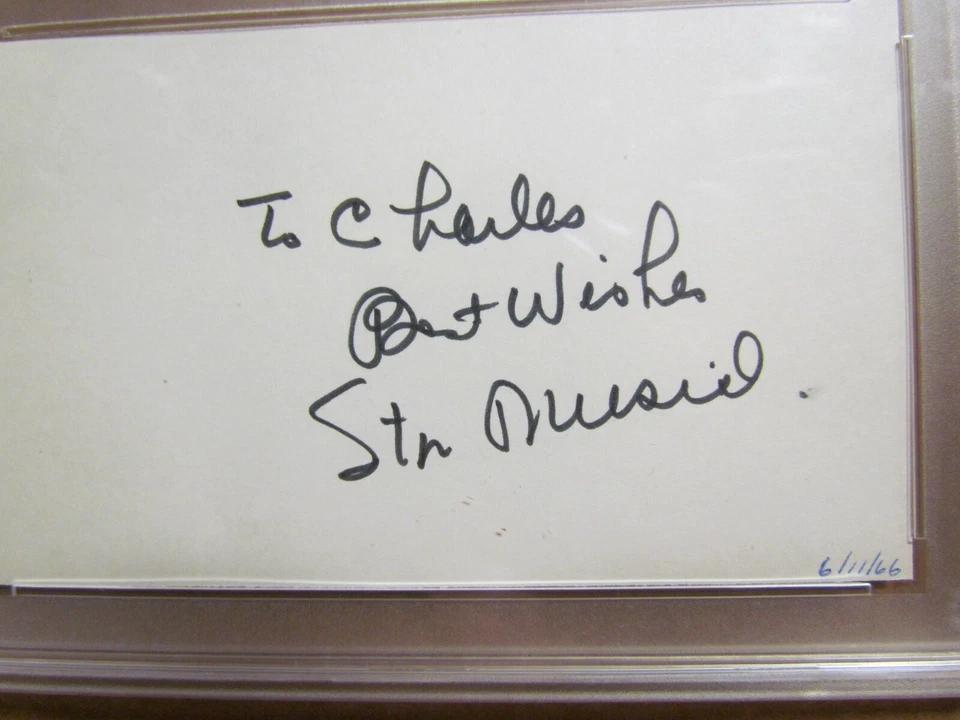 To Charles
Best Wishes
Stan Musial
6/11/66